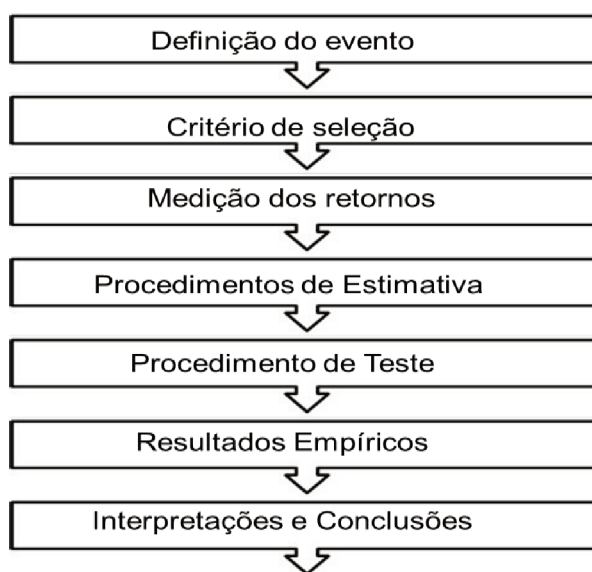 Definição do evento
Critério de seleção
Medição dos retornos
Procedimentos de Estimativa
Procedimento de Teste
Resultados Empíricos
Interpretações e Conclusões